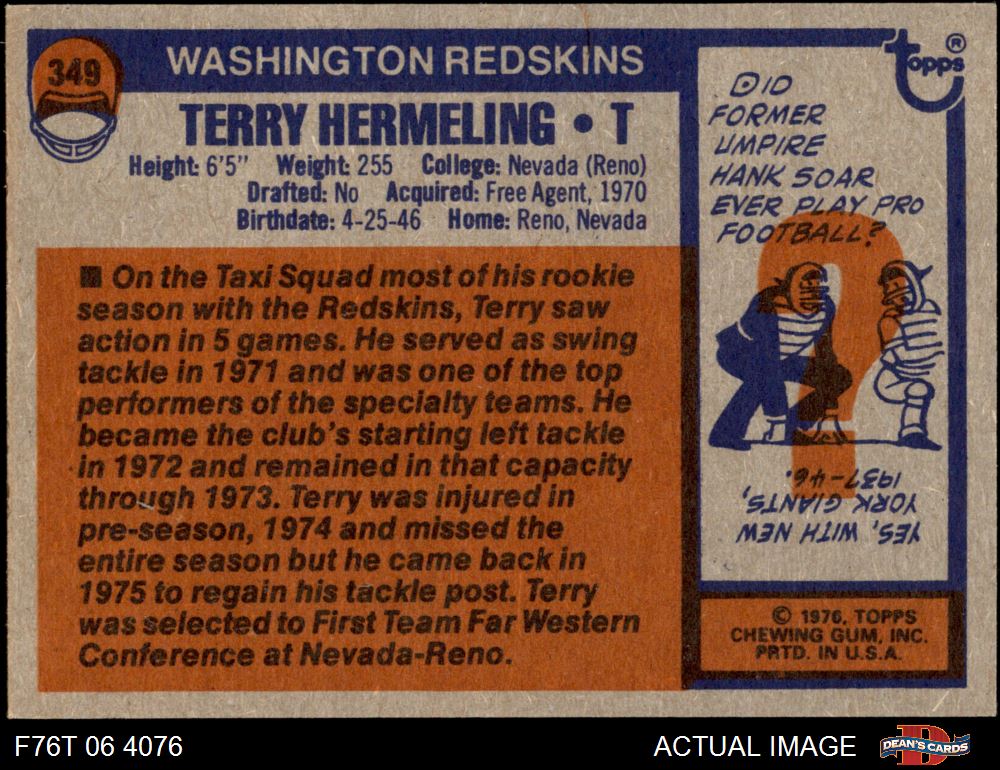 349
WASHINGTON REDSKINS
TERRY HERMELING • T
Height: 6'5" Weight: 255 College: Nevada (Reno)
Drafted: No Acquired: Free Agent, 1970
Birthdate: 4-25-46 Home: Reno, Nevada
■ On the Taxi Squad most of his rookie
season with the Redskins, Terry saw
action in 5 games. He served as swing
tackle in 1971 and was one of the top
performers of the specialty teams. He
became the club's starting left tackle
in 1972 and remained in that capacity
through 1973. Terry was injured in
pre-season, 1974 and missed the
entire season but he came back in
1975 to regain his tackle post. Terry
was selected to First Team Far Western
Conference at Nevada-Reno.
topps®
DID
FORMER
UMPIRE
HANK SOAR
EVER PLAY PRO
FOOTBALL?
?
YES, WITH NEW
YORK GIANTS,
1937-46.
© 1976, TOPPS
CHEWING GUM, INC.
PRTD. IN U.S.A.
F76T 06 4076
ACTUAL IMAGE
D
DEAN'S CARDS